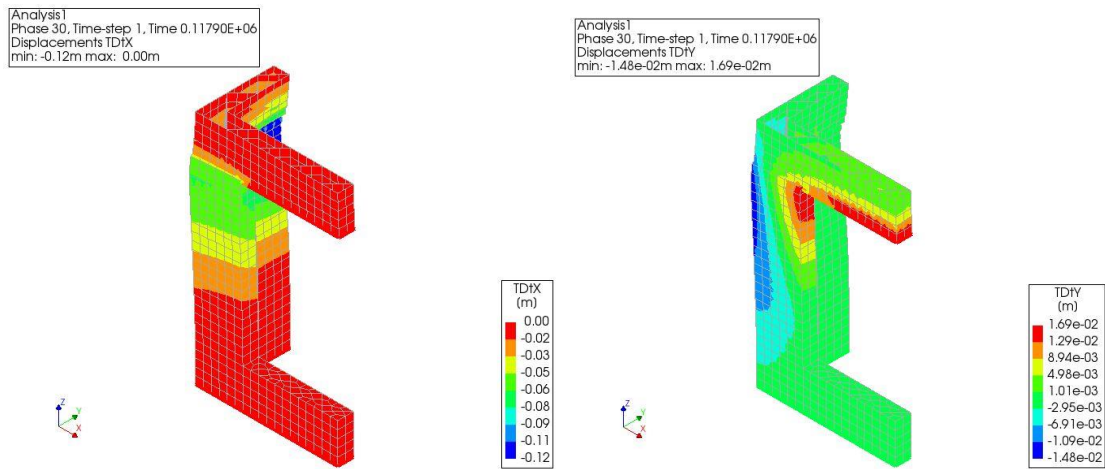 Analysis1
Phase 30, Time-step 1, Time 0.11790E+06
Displacements TDtX
min: -0.12m max: 0.00m
TDtX
(m)
0.00
-0.02
-0.03
-0.05
-0.06
-0.08
-0.09
-0.11
-0.12
Z
Y
X
Analysis1
Phase 30, Time-step 1, Time 0.11790E+06
Displacements TDtY
min: -1.48e-02m max: 1.69e-02m
TDtY
(m)
1.69e-02
1.29e-02
8.94e-03
4.98e-03
1.01e-03
-2.95e-03
-6.91e-03
-1.09e-02
-1.48e-02
Z
Y
X